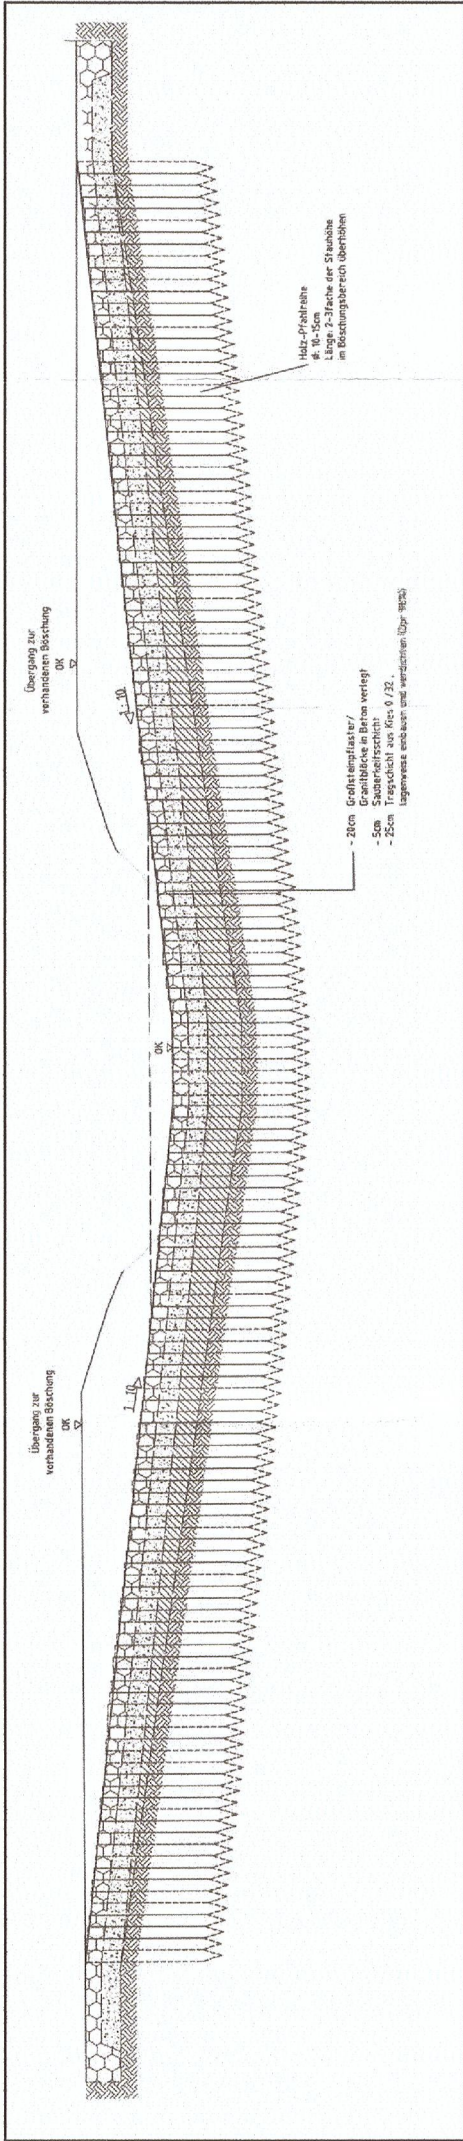 Übergang zur
vorhandenen Böschung
OK
1 : 10
OK
Übergang zur
vorhandenen Böschung
OK
1 : 10
- 20cm Großsteinpflaster/
Granitblöcke in Beton verlegt
- 5cm Sauberkeitsschicht
- 25cm Tragschicht aus Kies 0 /32,
lagenweise einbauen und verdichten
Holz-Pfahlreihe
ø: 10-15cm
Länge: 2-3fache der Stauhöhe
im Böschungsbereich überhöhen